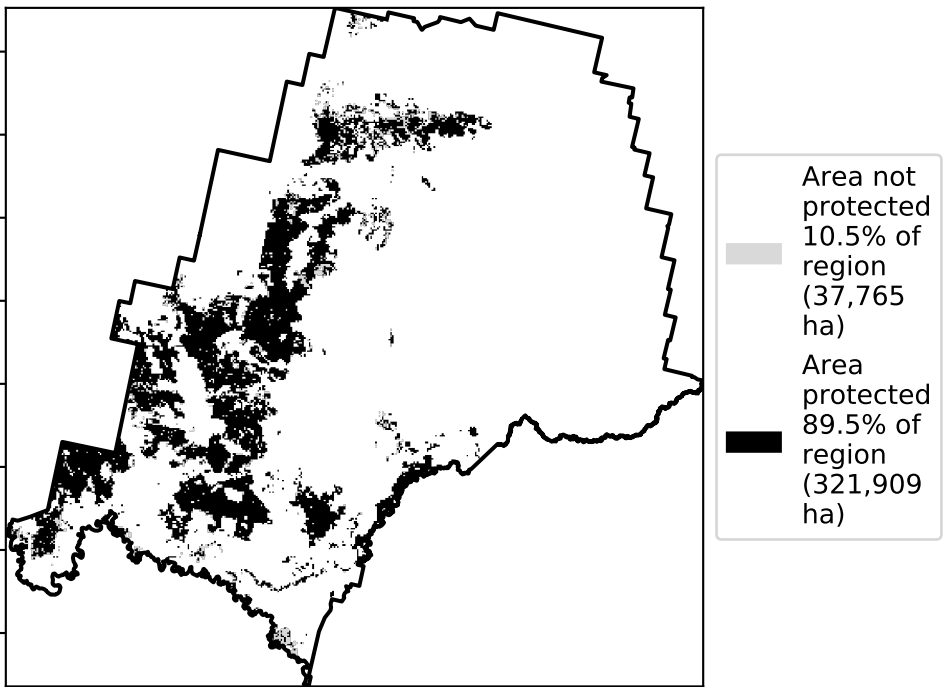 Area not
protected
10.5% of
region
(37,765
ha)
Area
protected
89.5% of
region
(321,909
ha)